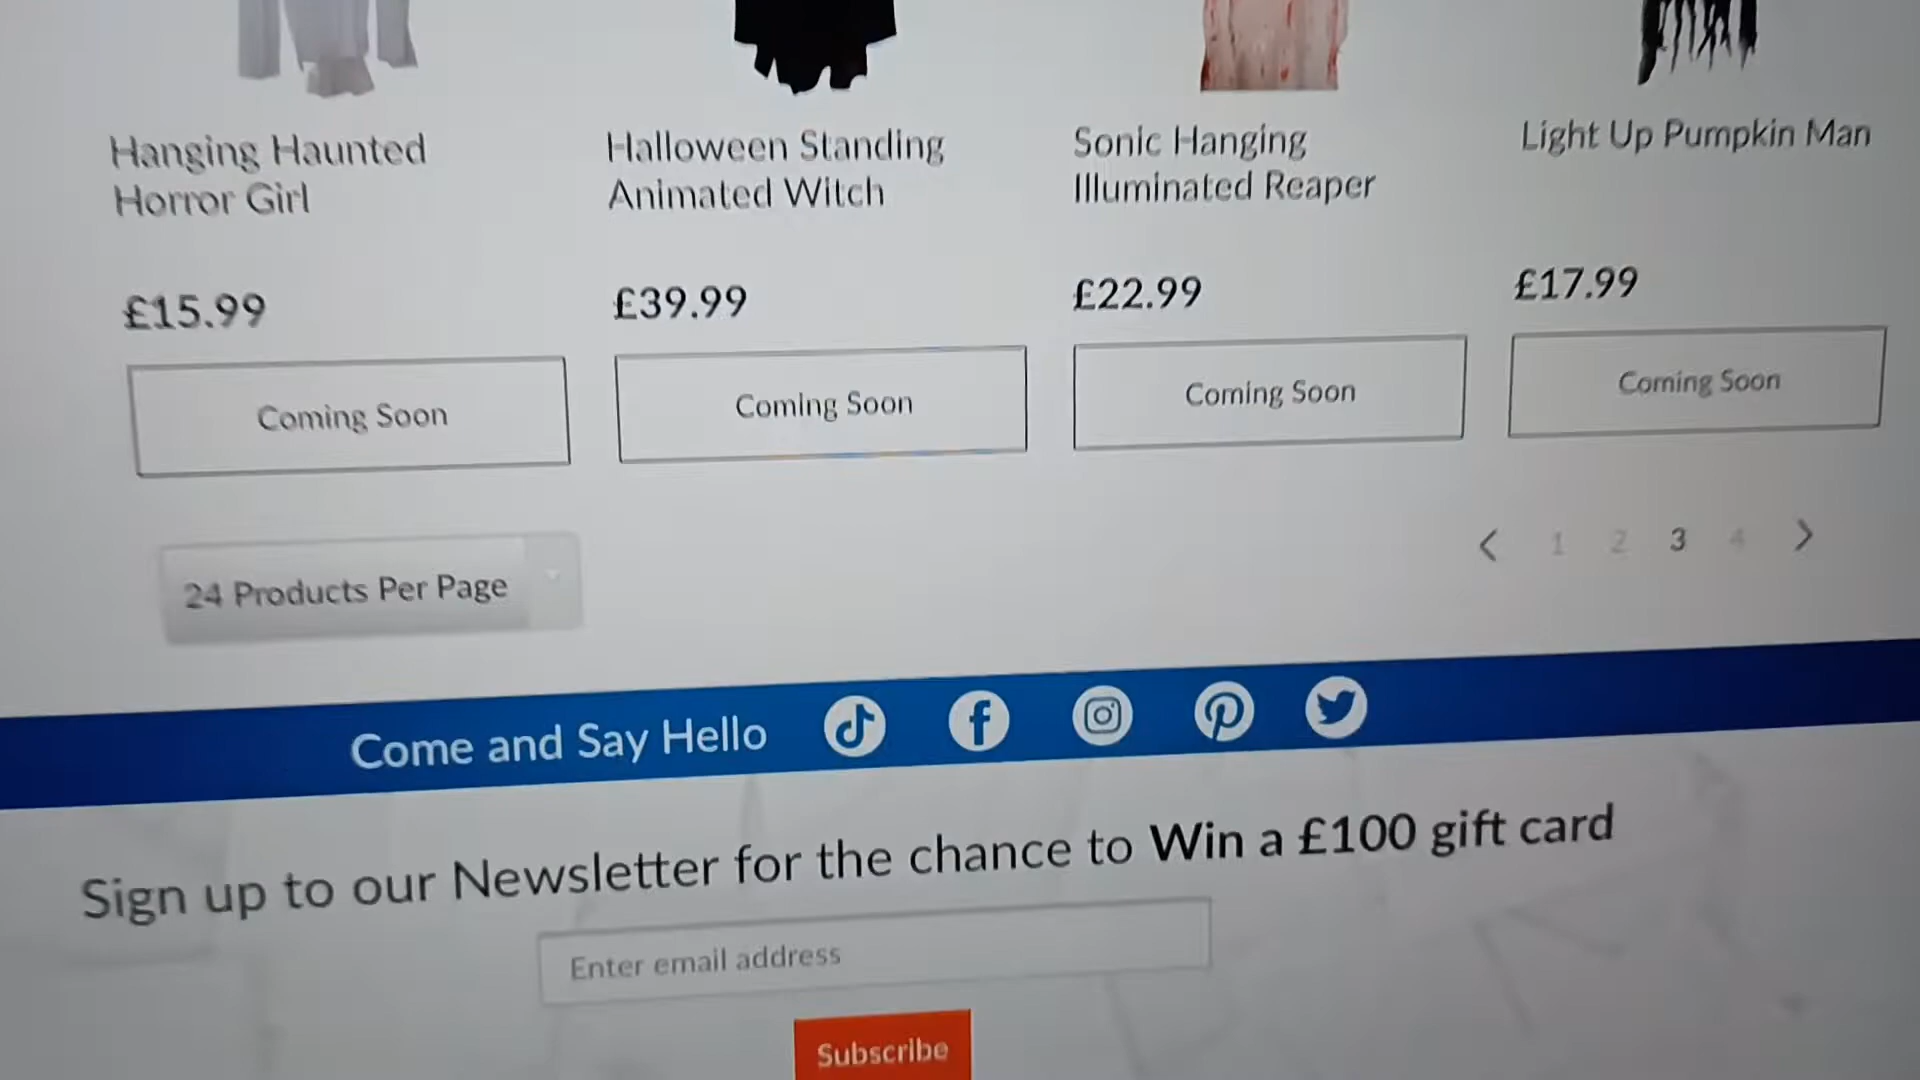 Hanging Haunted
Horror Girl
Halloween Standing
Animated Witch
Sonic Hanging
Illuminated Reaper
Light Up Pumpkin Man
£15.99
£39.99
£22.99
£17.99
Coming Soon
Coming Soon
Coming Soon
Coming Soon
24 Products Per Page
1 2 3 4
Come and Say Hello
Sign up to our Newsletter for the chance to Win a £100 gift card
Enter email address
Subscribe